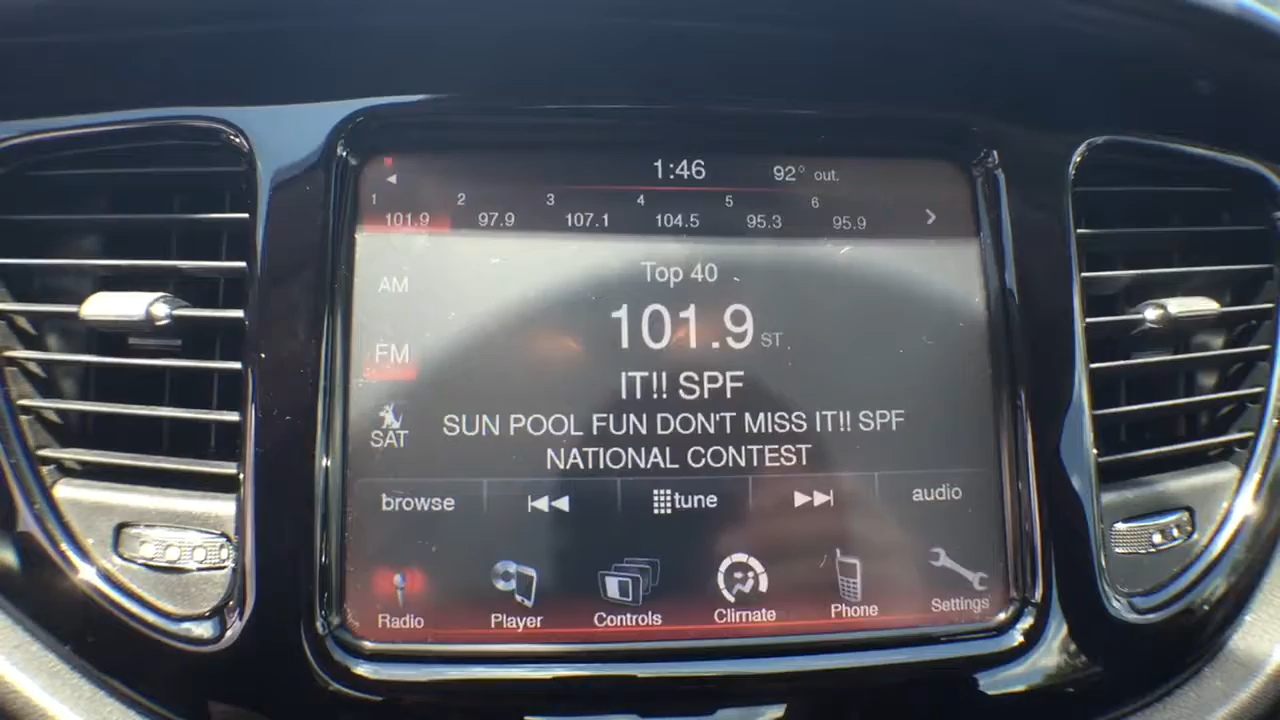 1:46 92° out.
1 2 3 4 5 6
101.9 97.9 107.1 104.5 95.3 95.9
Top 40
AM
101.9 ST
FM
IT!! SPF
SAT
SUN POOL FUN DON'T MISS IT!! SPF
NATIONAL CONTEST
browse tune audio
Radio Player Controls Climate Phone Settings